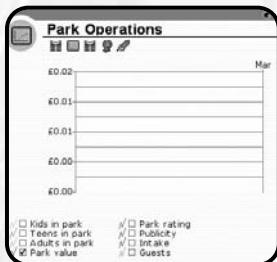 Park Operations
Mar
£0.02
£0.01
£0.01
£0.00
£0.00
Kids in park
Teens in park
Adults in park
Park value
Park rating
Publicity
Intake
Guests